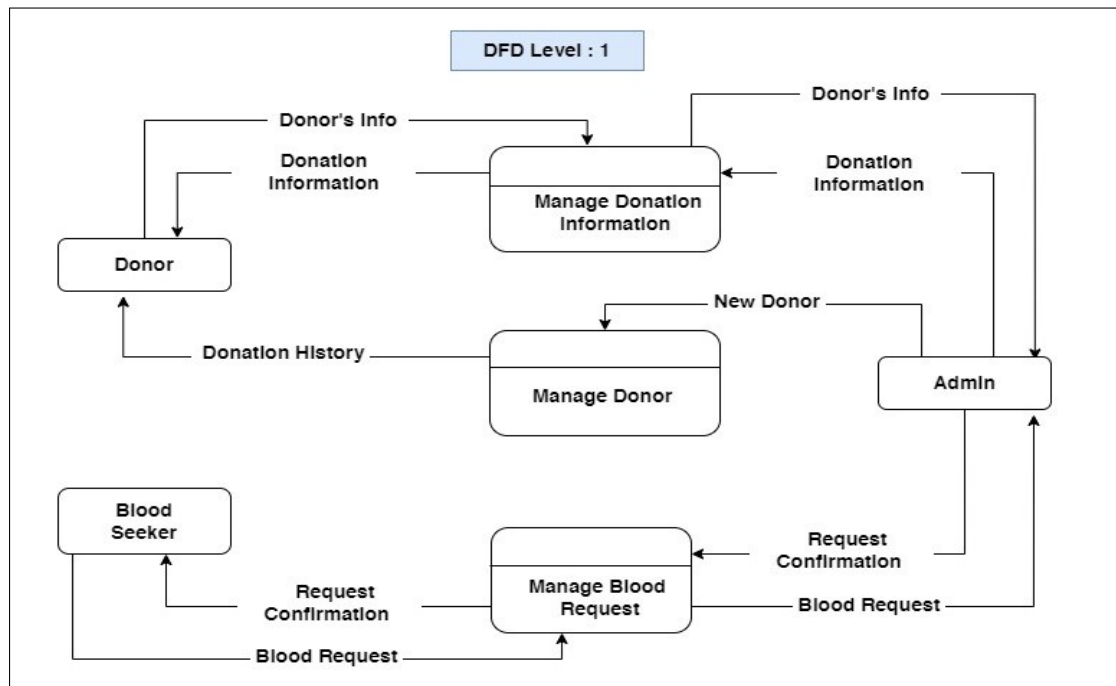 DFD Level : 1
Donor's Info
Donor's Info
Donation
Information
Donation
Information
Manage Donation
Information
Donor
New Donor
Donation History
Manage Donor
Admin
Blood
Seeker
Request
Confirmation
Manage Blood
Request
Request
Confirmation
Blood Request
Blood Request